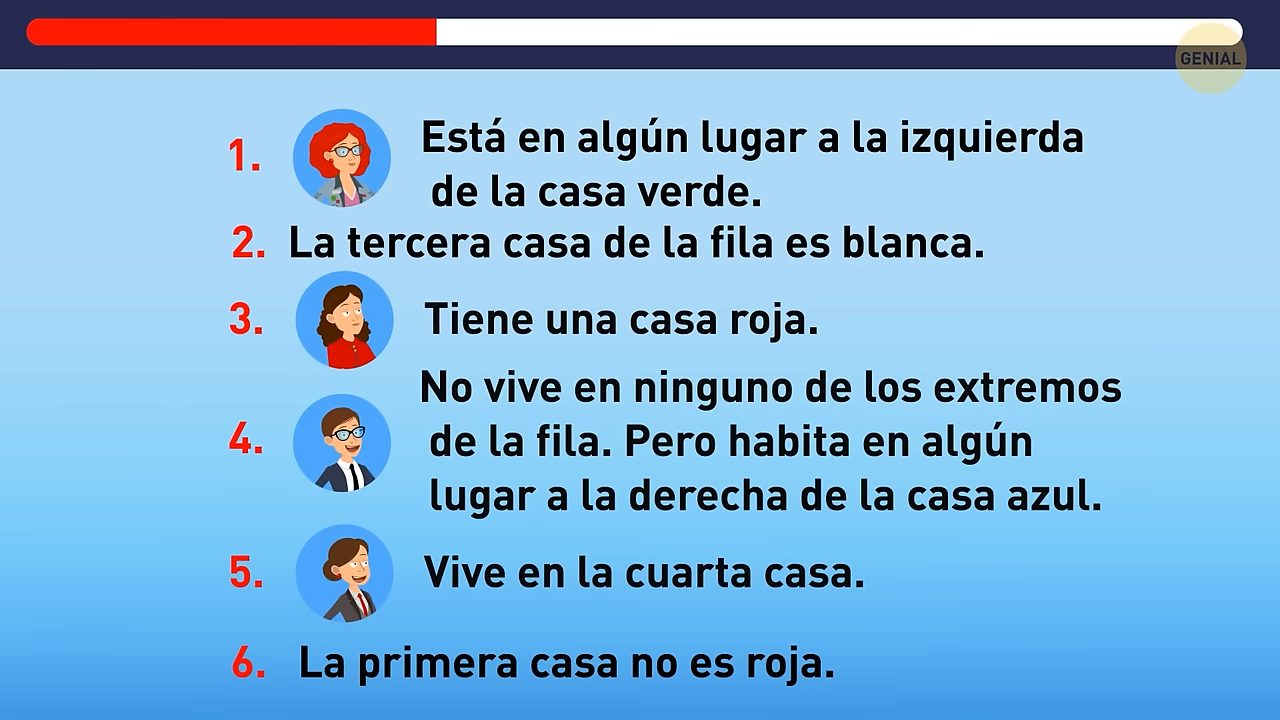 GENIAL
1. Está en algún lugar a la izquierda
de la casa verde.
2. La tercera casa de la fila es blanca.
3. Tiene una casa roja.
No vive en ninguno de los extremos
4. de la fila. Pero habita en algún
lugar a la derecha de la casa azul.
5. Vive en la cuarta casa.
6. La primera casa no es roja.